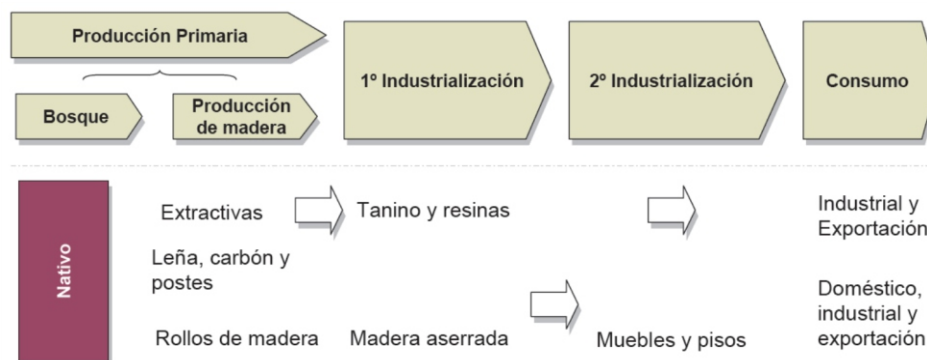 Producción Primaria
Bosque
Producción
de madera
1º Industrialización
2º Industrialización
Consumo
Nativo
Extractivas
Tanino y resinas
Industrial y
Exportación
Leña, carbón y
postes
Rollos de madera
Madera aserrada
Muebles y pisos
Doméstico,
industrial y
exportación